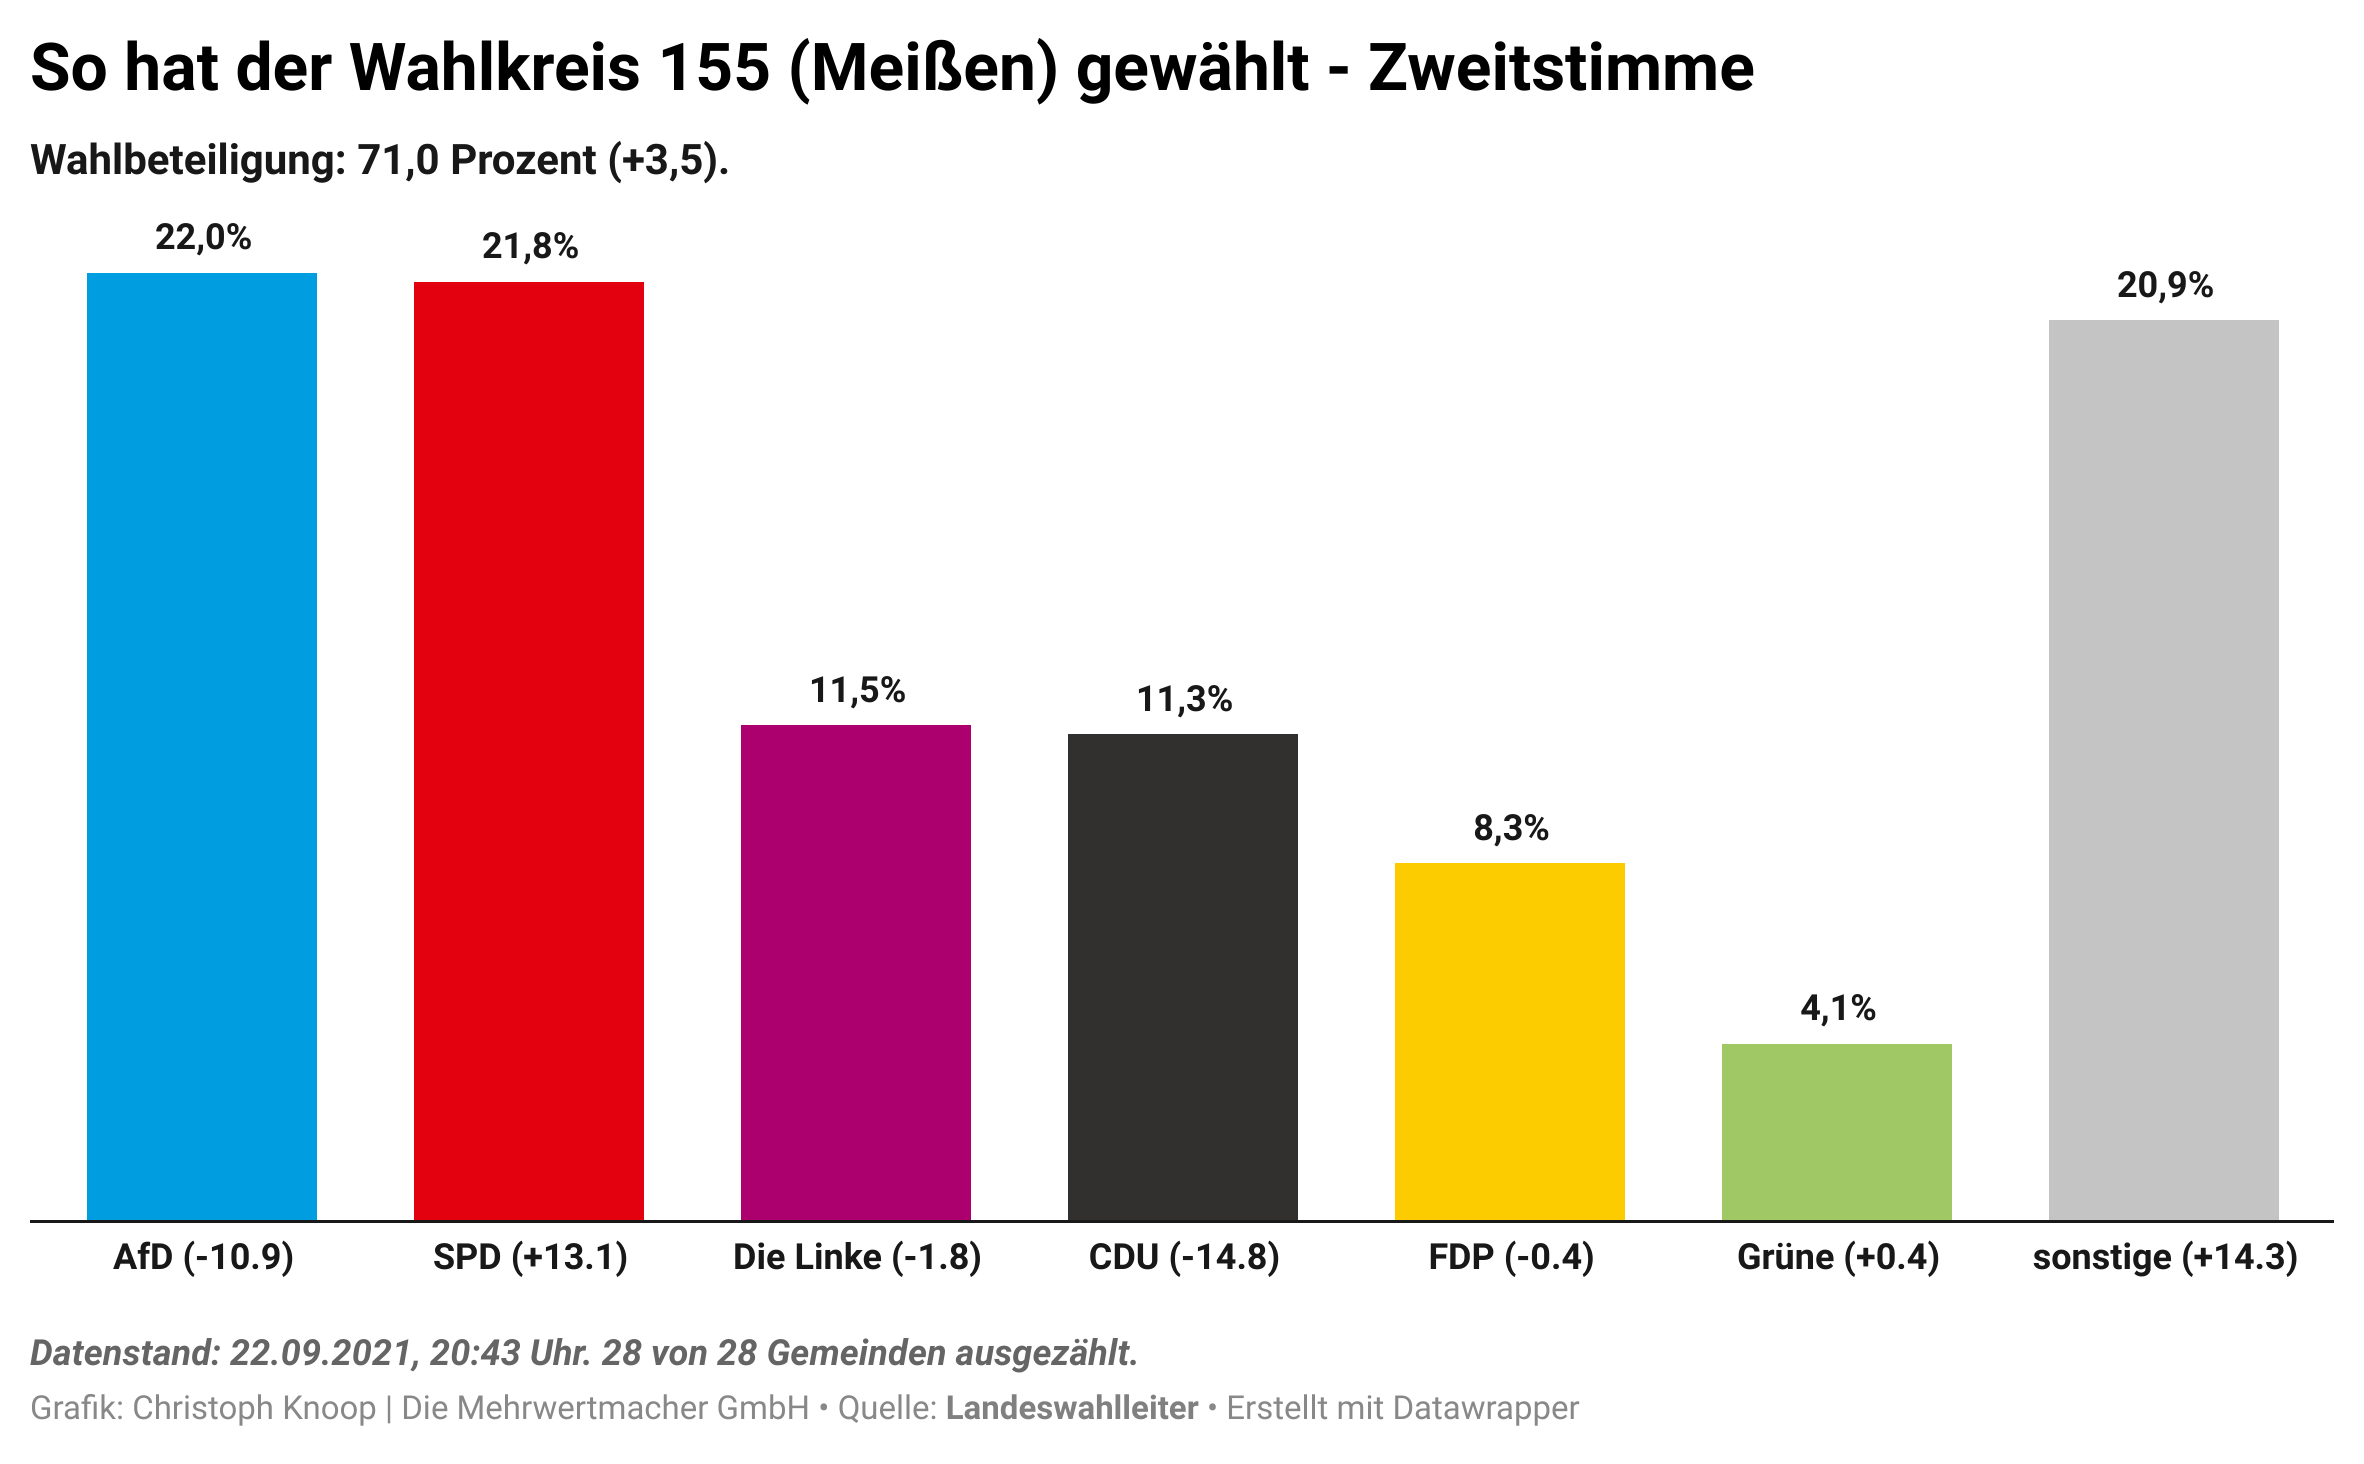 So hat der Wahlkreis 155 (Meißen) gewählt - Zweitstimme
Wahlbeteiligung: 71,0 Prozent (+3,5).
22,0%
21,8%
11,5%
11,3%
8,3%
4,1%
20,9%
AfD (-10.9)
SPD (+13.1)
Die Linke (-1.8)
CDU (-14.8)
FDP (-0.4)
Grüne (+0.4)
sonstige (+14.3)
Datenstand: 22.09.2021, 20:43 Uhr. 28 von 28 Gemeinden ausgezählt.
Grafik: Christoph Knoop | Die Mehrwertmacher GmbH • Quelle: Landeswahlleiter • Erstellt mit Datawrapper